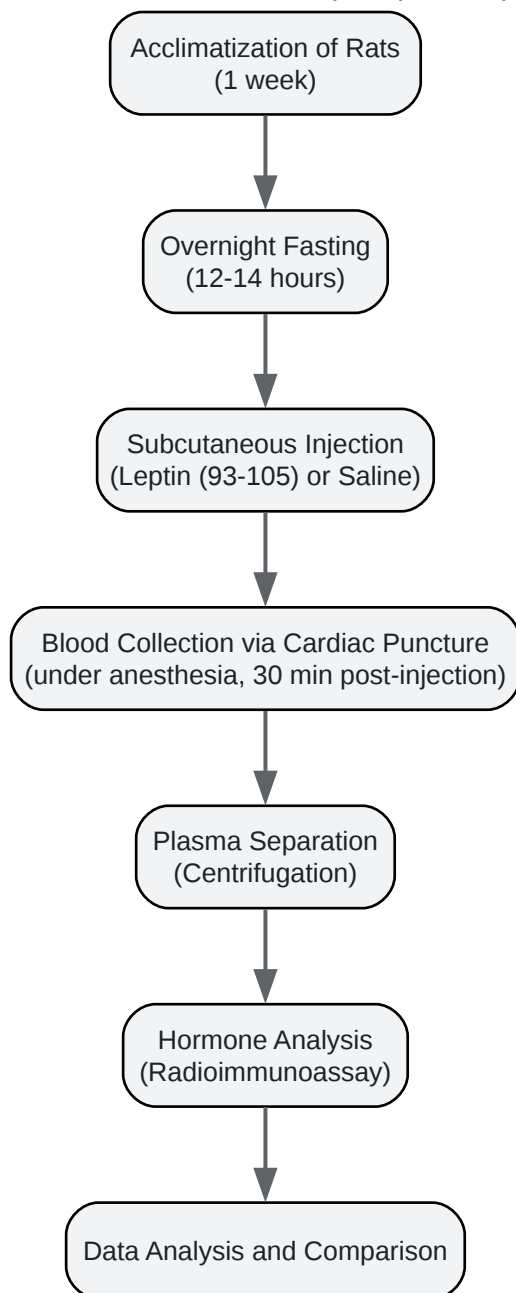 Acclimatization of Rats
(1 week)
Overnight Fasting
(12-14 hours)
Subcutaneous Injection
(Leptin (93-105) or Saline)
Blood Collection via Cardiac Puncture
(under anesthesia, 30 min post-injection)
Plasma Separation
(Centrifugation)
Hormone Analysis
(Radioimmunoassay)
Data Analysis and Comparison